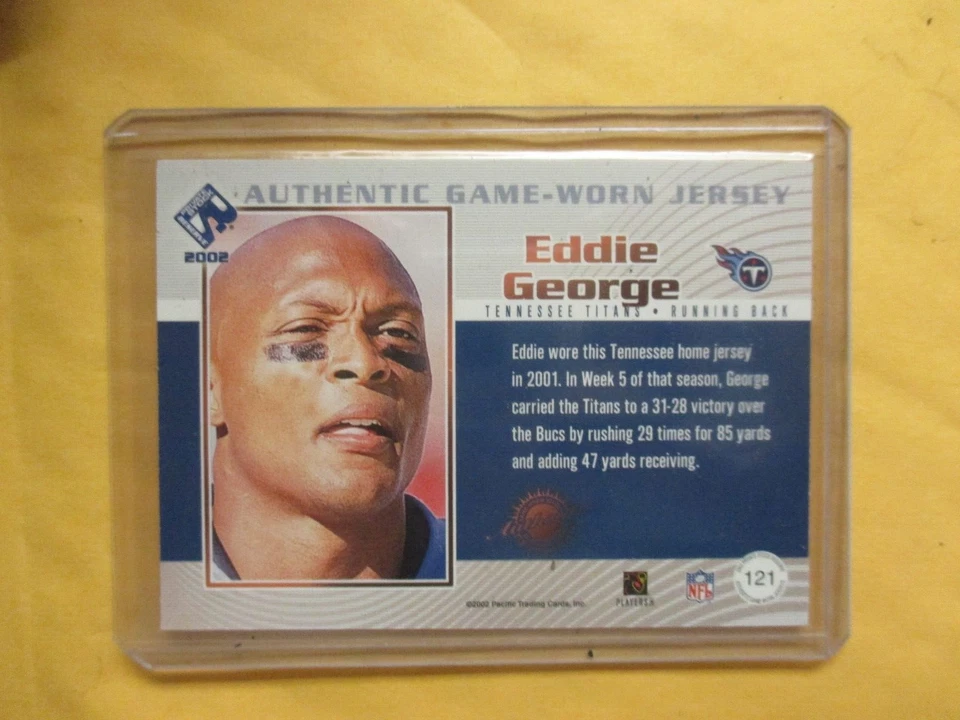 AUTHENTIC GAME-WORN JERSEY
2002
Eddie
George
TENNESSEE TITANS • RUNNING BACK
Eddie wore this Tennessee home jersey
in 2001. In Week 5 of that season, George
carried the Titans to a 31-28 victory over
the Bucs by rushing 29 times for 85 yards
and adding 47 yards receiving.
©2002 Pacific Trading Cards, Inc.
PLAYERS INC
NFL
121